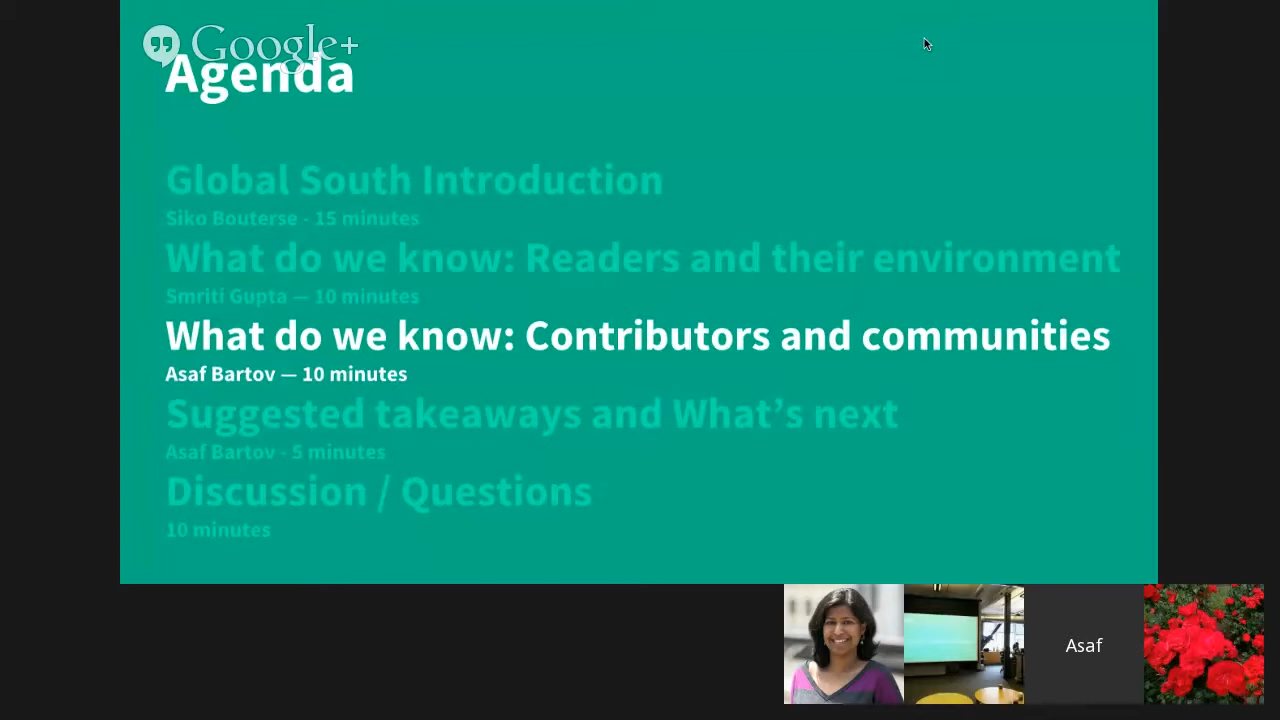 Google+
Agenda
Global South Introduction
Siko Bouterse - 15 minutes
What do we know: Readers and their environment
Smriti Gupta — 10 minutes
What do we know: Contributors and communities
Asaf Bartov — 10 minutes
Suggested takeaways and What’s next
Asaf Bartov - 5 minutes
Discussion / Questions
10 minutes
Asaf